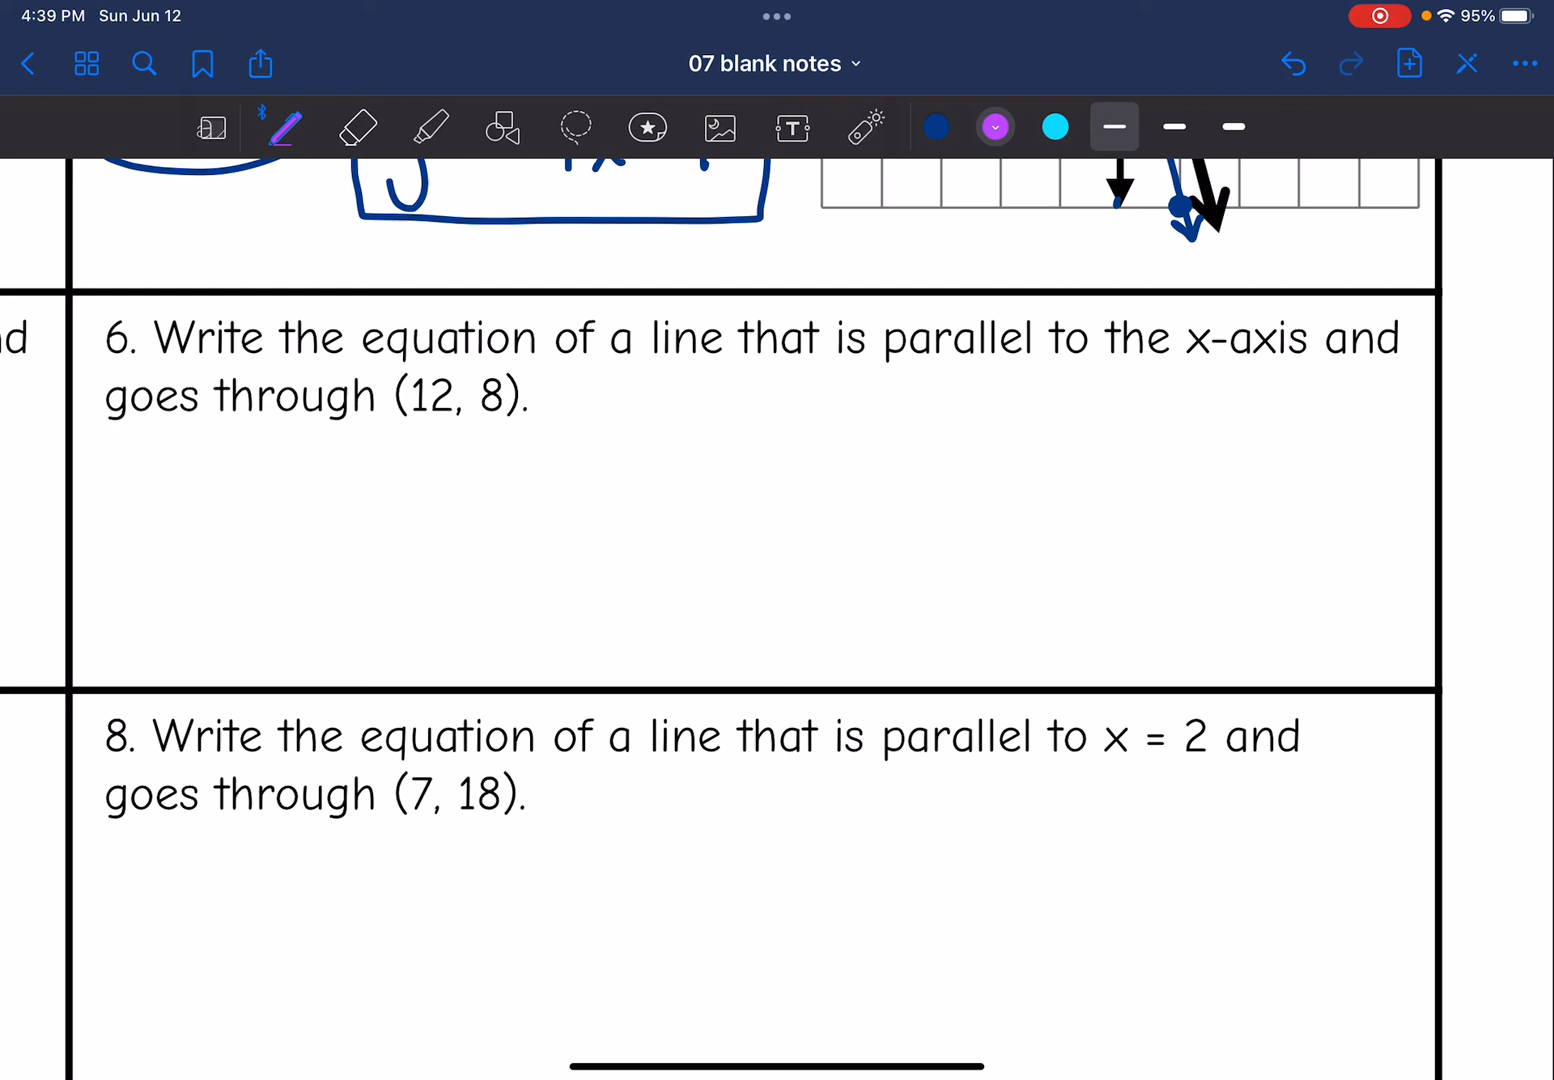 4:39 PM Sun Jun 12
95%
07 blank notes
T
nd
6. Write the equation of a line that is parallel to the x-axis and
goes through (12, 8).
8. Write the equation of a line that is parallel to x = 2 and
goes through (7, 18).